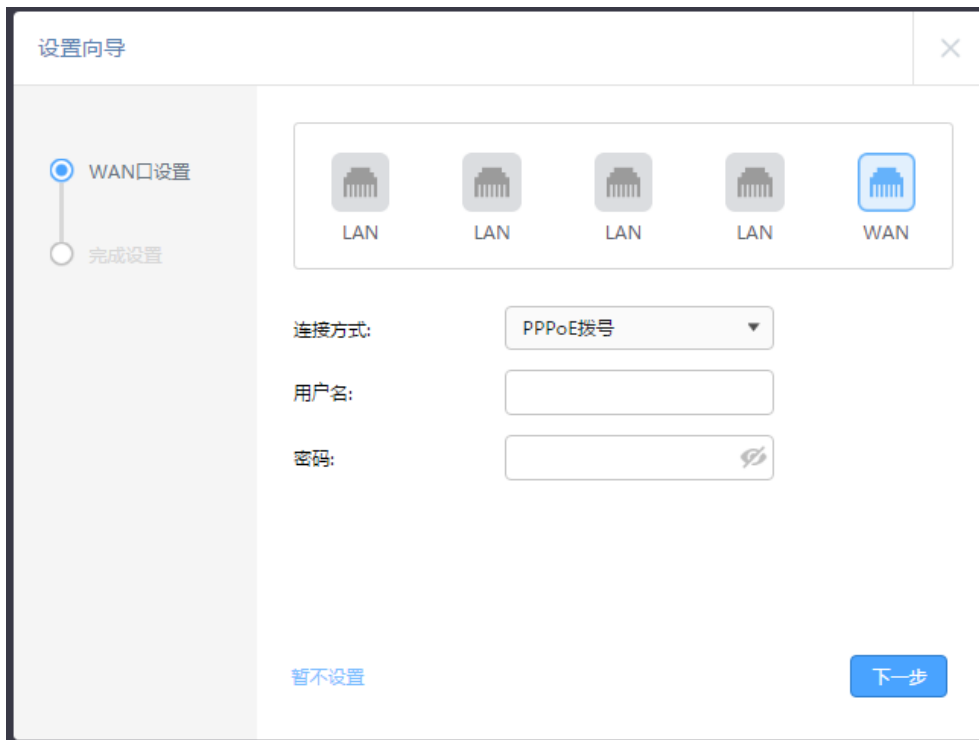 设置向导
WAN口设置
完成设置
LAN LAN LAN LAN WAN
连接方式: PPPoE拨号
用户名:
密码:
暂不设置 下一步